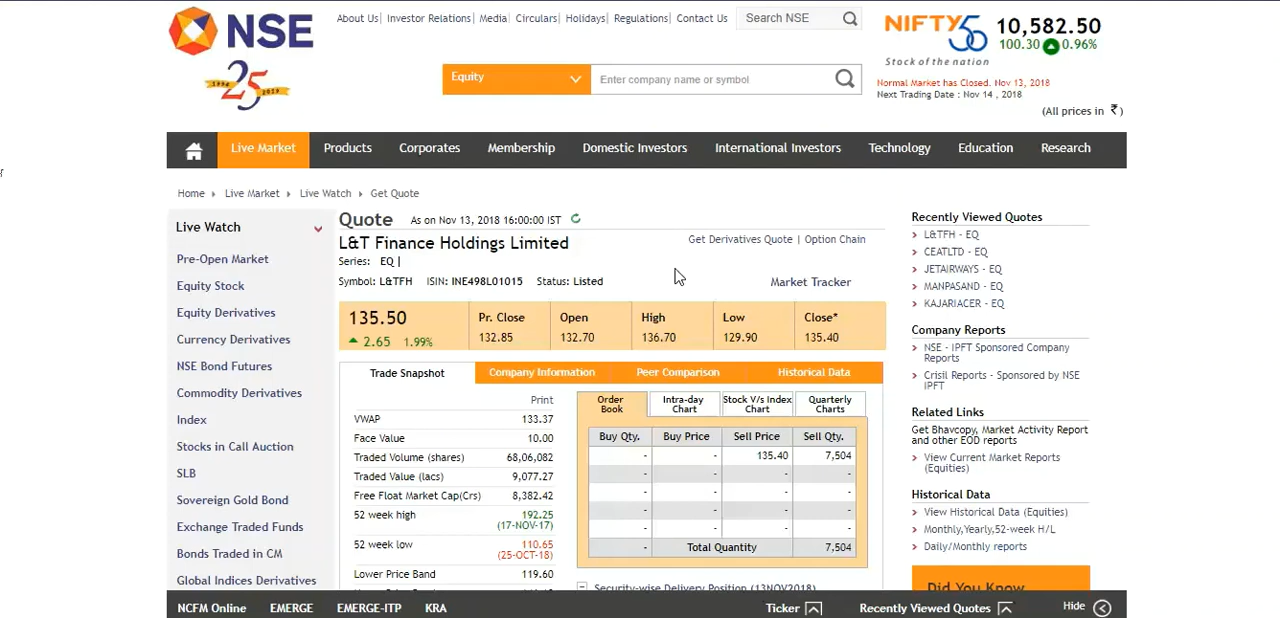 NSE
1994 25 2019
About Us| Investor Relations| Media| Circulars| Holidays| Regulations| Contact Us
Search NSE
NIFTY50
Stock of the nation
10,582.50
100.30 0.96%
Normal Market has Closed. Nov 13, 2018
Next Trading Date : Nov 14 , 2018
(All prices in ₹ )
Equity
Enter company name or symbol
Live Market Products Corporates Membership Domestic Investors International Investors Technology Education Research
Home Live Market Live Watch Get Quote
Live Watch
Pre-Open Market
Equity Stock
Equity Derivatives
Currency Derivatives
NSE Bond Futures
Commodity Derivatives
Index
Stocks in Call Auction
SLB
Sovereign Gold Bond
Exchange Traded Funds
Bonds Traded in CM
Global Indices Derivatives
Quote As on Nov 13, 2018 16:00:00 IST
L&T Finance Holdings Limited
Get Derivatives Quote | Option Chain
Series: EQ |
Symbol: L&TFH ISIN: INE498L01015 Status: Listed
Market Tracker
135.50 Pr. Close Open High Low Close*
2.65 1.99% 132.85 132.70 136.70 129.90 135.40
Trade Snapshot Company Information Peer Comparison Historical Data
Print
VWAP 133.37
Face Value 10.00
Traded Volume (shares) 68,06,082
Traded Value (lacs) 9,077.27
Free Float Market Cap(Crs) 8,382.42
52 week high 192.25
(17-NOV-17)
52 week low 110.65
(25-OCT-18)
Lower Price Band 119.60
Order Book
Intra-day Chart
Stock V/s Index Chart
Quarterly Charts
Buy Qty. Buy Price Sell Price Sell Qty.
- - 135.40 7,504
- - - -
- - - -
- - - -
- - - -
- Total Quantity 7,504
Security-wise Delivery Position (13NOV2018)
Recently Viewed Quotes
L&TFH - EQ
CEATLTD - EQ
JETAIRWAYS - EQ
MANPASAND - EQ
KAJARIACER - EQ
Company Reports
NSE - IPFT Sponsored Company
Reports
Crisil Reports - Sponsored by NSE
IPFT
Related Links
Get Bhavcopy, Market Activity Report
and other EOD reports
View Current Market Reports
(Equities)
Historical Data
View Historical Data (Equities)
Monthly,Yearly,52-week H/L
Daily/Monthly reports
Did You Know
NCFM Online EMERGE EMERGE-ITP KRA Ticker Recently Viewed Quotes Hide